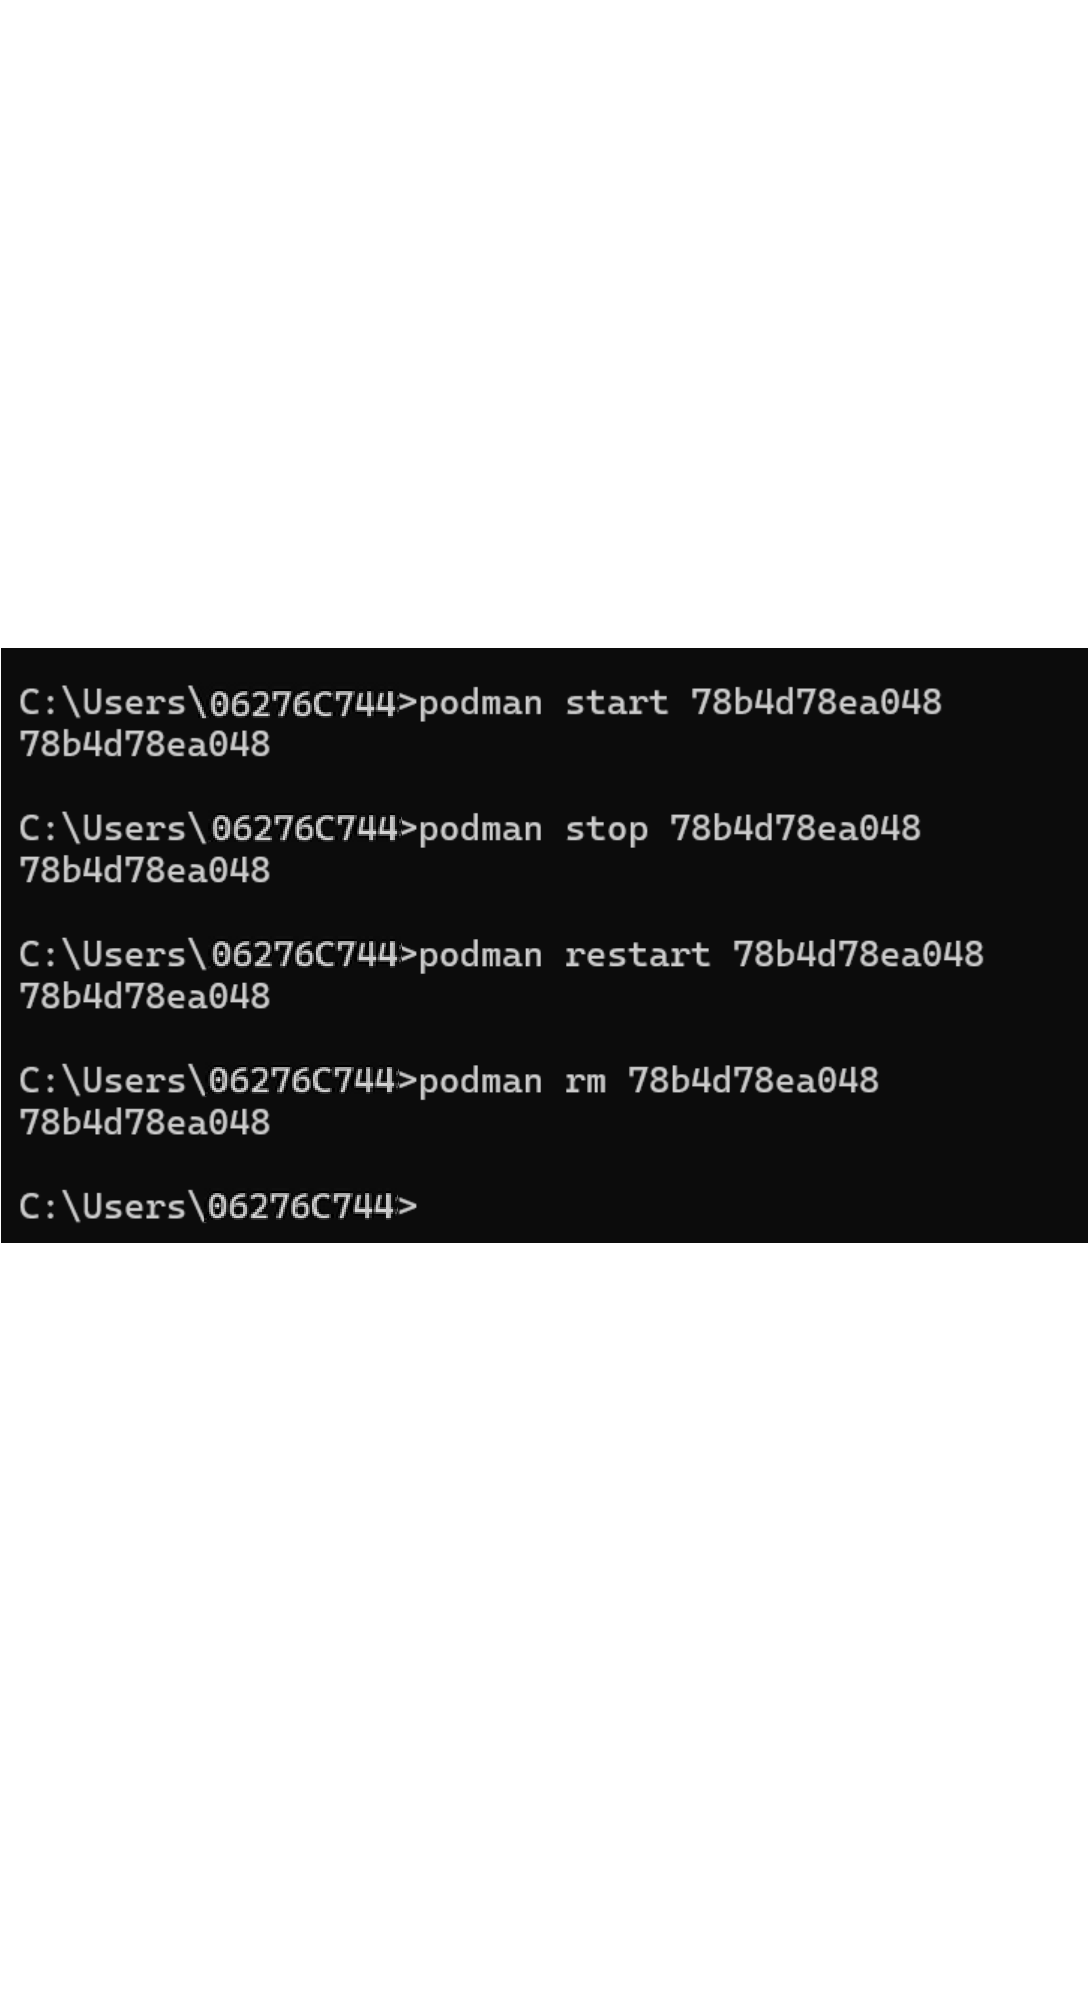 C:\Users\06276C744>podman start 78b4d78ea048
78b4d78ea048
C:\Users\06276C744>podman stop 78b4d78ea048
78b4d78ea048
C:\Users\06276C744>podman restart 78b4d78ea048
78b4d78ea048
C:\Users\06276C744>podman rm 78b4d78ea048
78b4d78ea048
C:\Users\06276C744>